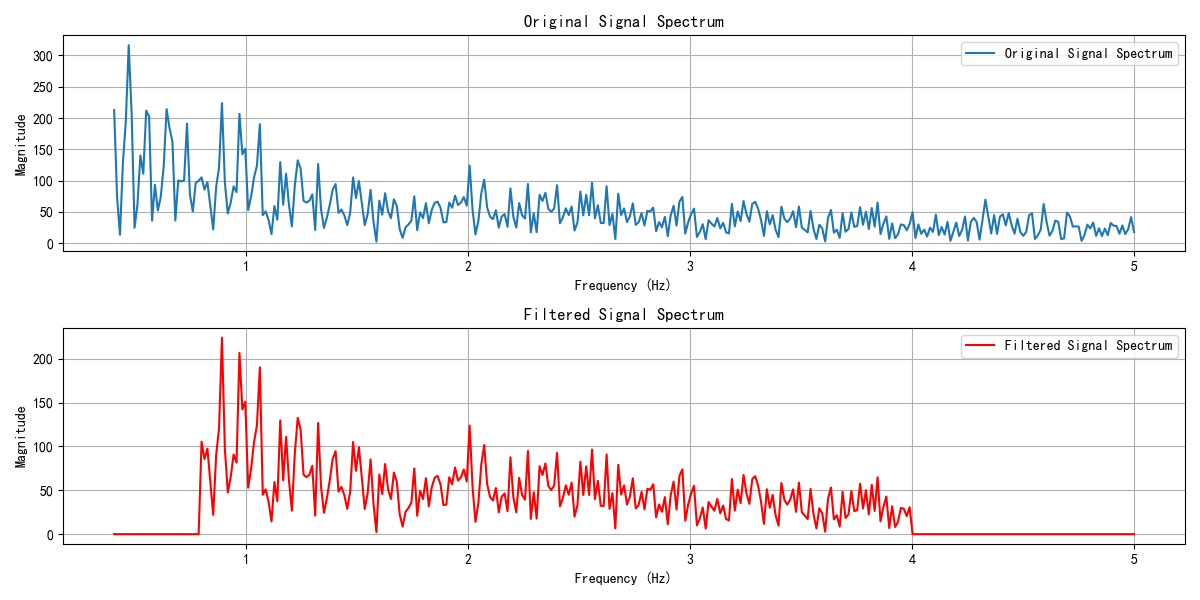 Original Signal Spectrum
Original Signal Spectrum
Magnitude
300
250
200
150
100
50
0
1 2 3 4 5
Frequency (Hz)
Filtered Signal Spectrum
Filtered Signal Spectrum
Magnitude
200
150
100
50
0
1 2 3 4 5
Frequency (Hz)